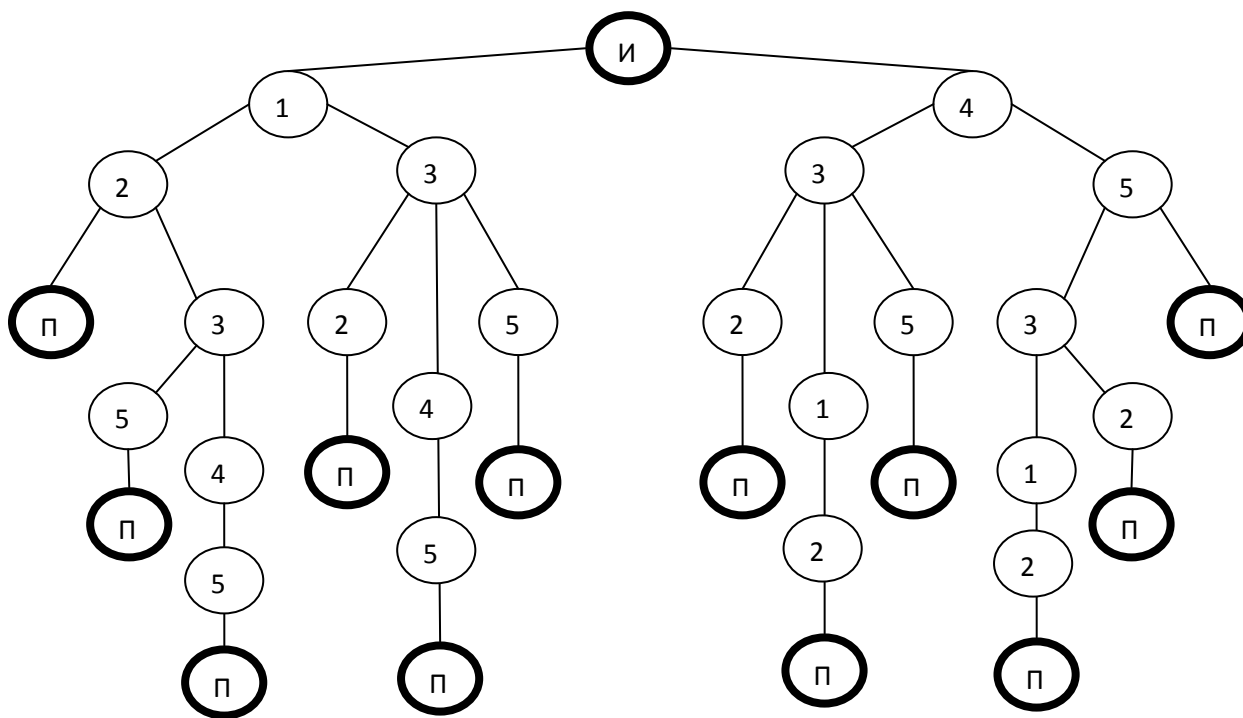 И
1 4
2 3 3 5
П 3 2 5 2 5 3 П
5 4 1 2
4 П П П 1 П
П 5 2 2
5 П П П
П П